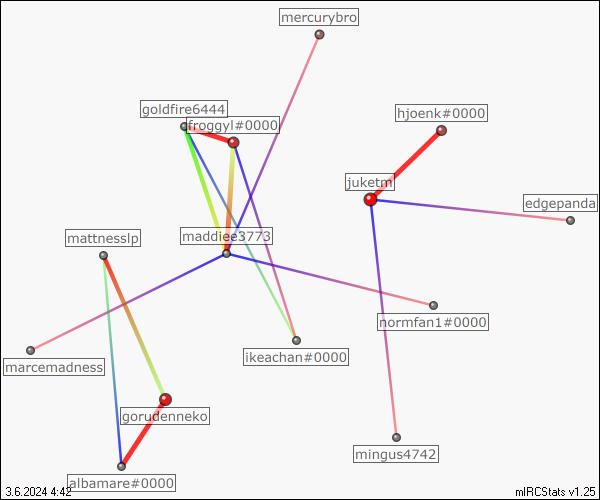 mercurybro
goldfire6444
froggyl#0000
hjoenk#0000
juketm
edgepanda
mattnesslp
maddiee3773
normfan1#0000
ikeachan#0000
marcemadness
gorudenneko
mingus4742
albamare#0000
3.6.2024 4:42
mIRCStats v1.25